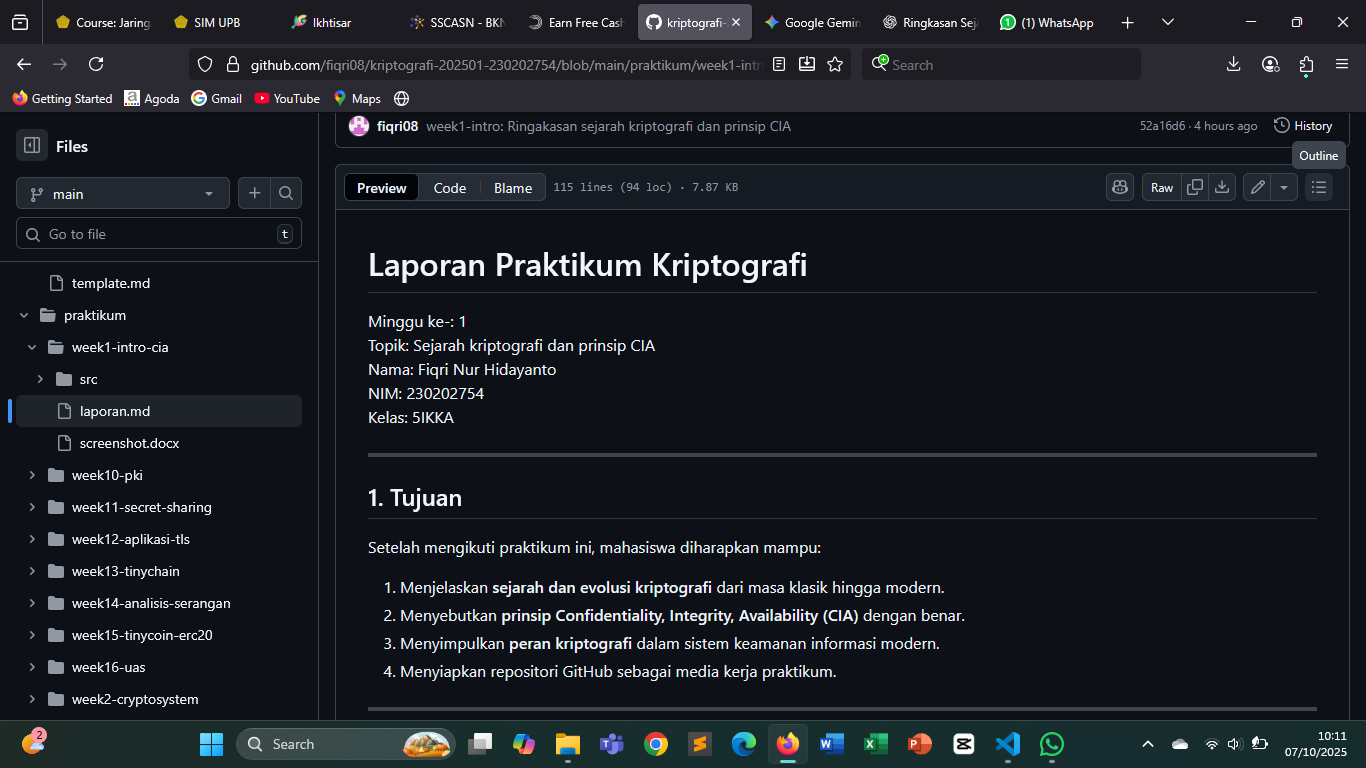 Course: Jaring
SIM UPB
Ikhtisar
SSCASN - BKN
Earn Free Cash
kriptografi-
Google Gemin
Ringkasan Sej
(1) WhatsApp
github.com/fiqri08/kriptografi-202501-230202754/blob/main/praktikum/week1-intr
Search
Getting Started
Agoda
Gmail
YouTube
Maps
Files
main
Go to file
t
template.md
praktikum
week1-intro-cia
src
laporan.md
screenshot.docx
week10-pki
week11-secret-sharing
week12-aplikasi-tls
week13-tinychain
week14-analisis-serangan
week15-tinycoin-erc20
week16-uas
week2-cryptosystem
fiqri08 week1-intro: Ringakasan sejarah kriptografi dan prinsip CIA
52a16d6 · 4 hours ago
History
Outline
Preview
Code
Blame
115 lines (94 loc) · 7.87 KB
Raw
Laporan Praktikum Kriptografi
Minggu ke-: 1
Topik: Sejarah kriptografi dan prinsip CIA
Nama: Fiqri Nur Hidayanto
NIM: 230202754
Kelas: 5IKKA
1. Tujuan
Setelah mengikuti praktikum ini, mahasiswa diharapkan mampu:
1. Menjelaskan sejarah dan evolusi kriptografi dari masa klasik hingga modern.
2. Menyebutkan prinsip Confidentiality, Integrity, Availability (CIA) dengan benar.
3. Menyimpulkan peran kriptografi dalam sistem keamanan informasi modern.
4. Menyiapkan repositori GitHub sebagai media kerja praktikum.
2
Search
10:11
07/10/2025